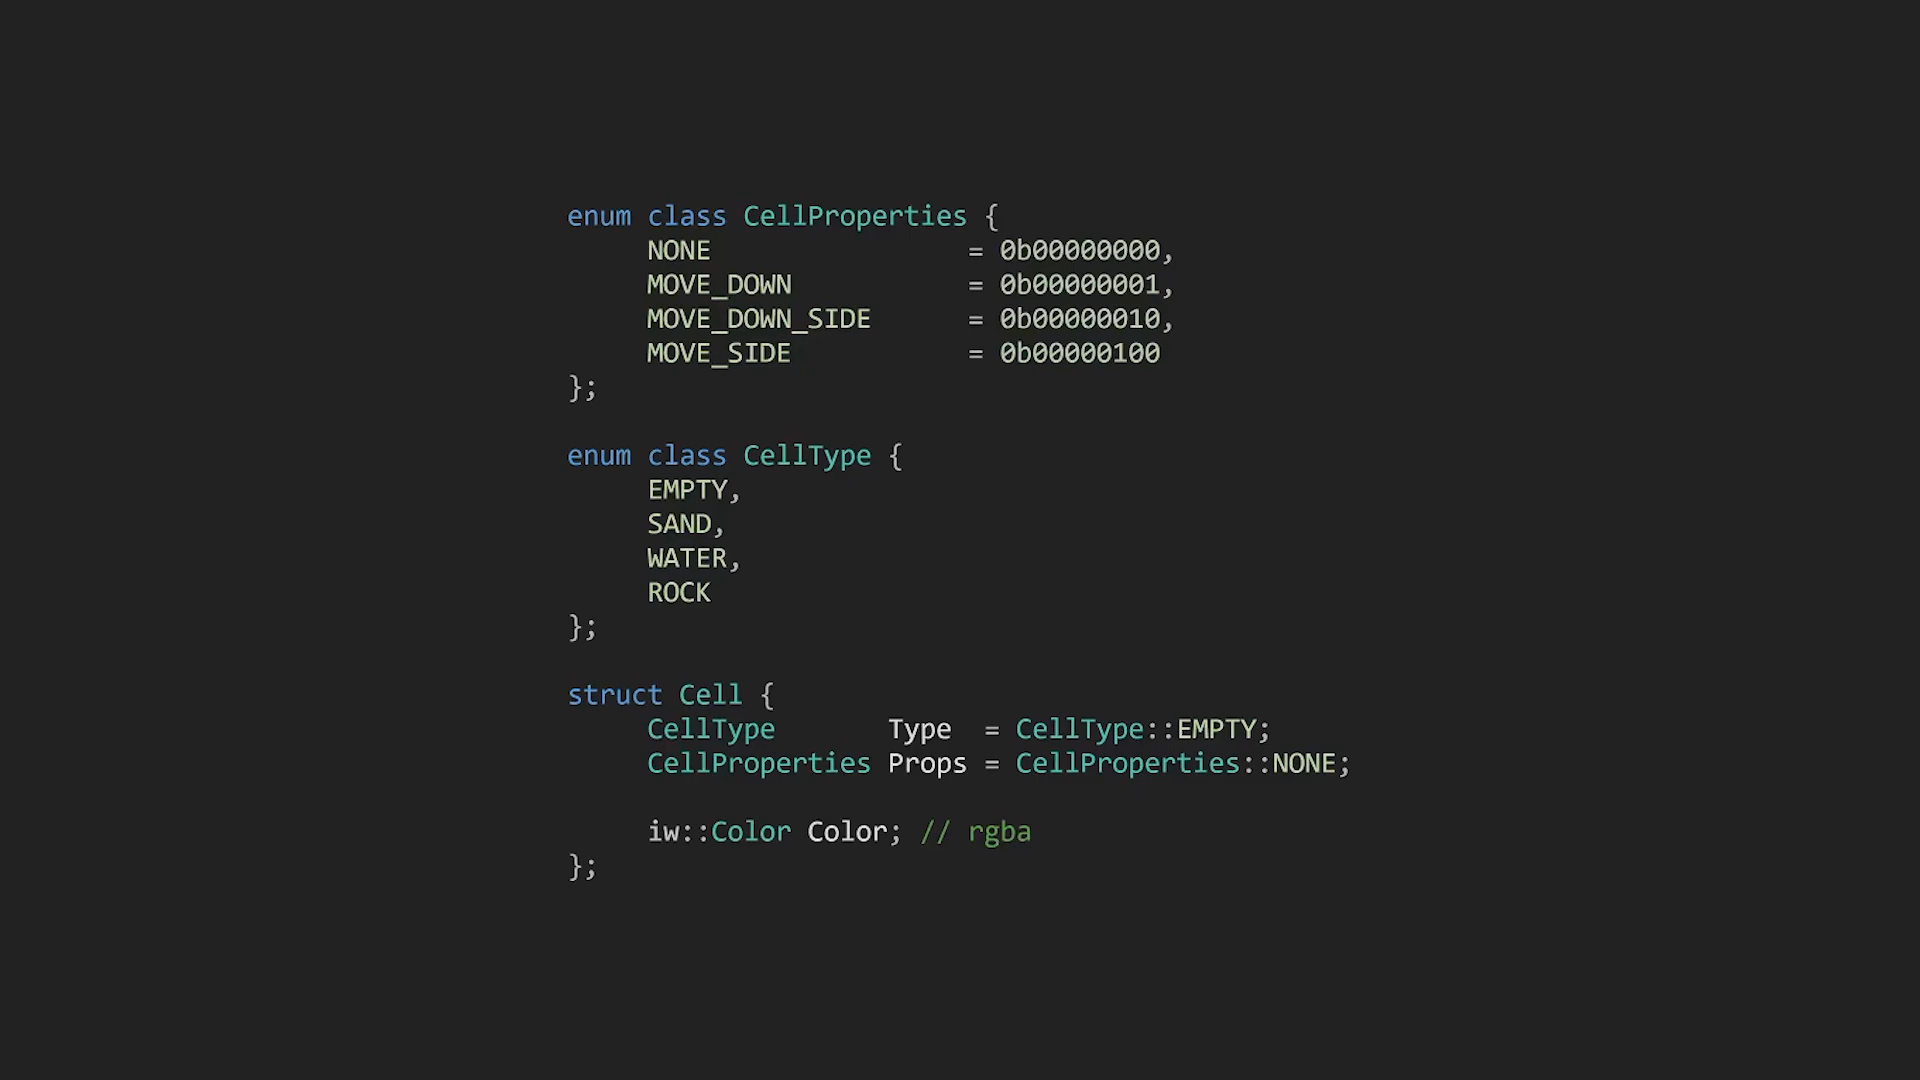 enum class CellProperties {
NONE = 0b00000000,
MOVE_DOWN = 0b00000001,
MOVE_DOWN_SIDE = 0b00000010,
MOVE_SIDE = 0b00000100
};
enum class CellType {
EMPTY,
SAND,
WATER,
ROCK
};
struct Cell {
CellType Type = CellType::EMPTY;
CellProperties Props = CellProperties::NONE;
iw::Color Color; // rgba
};